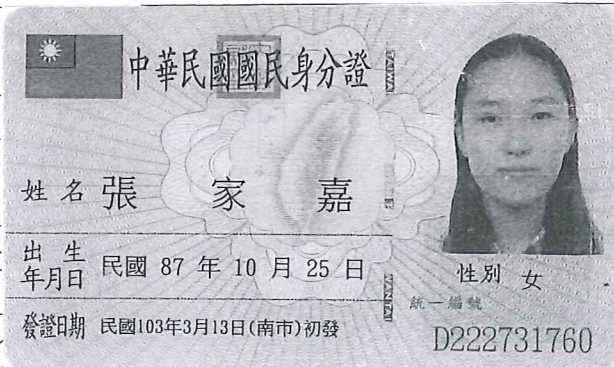 中華民國國民身分證
姓名 張家嘉
出生年月日 民國 87 年 10 月 25 日
性別 女
統一編號
發證日期 民國103年3月13日(南市)初發
D222731760